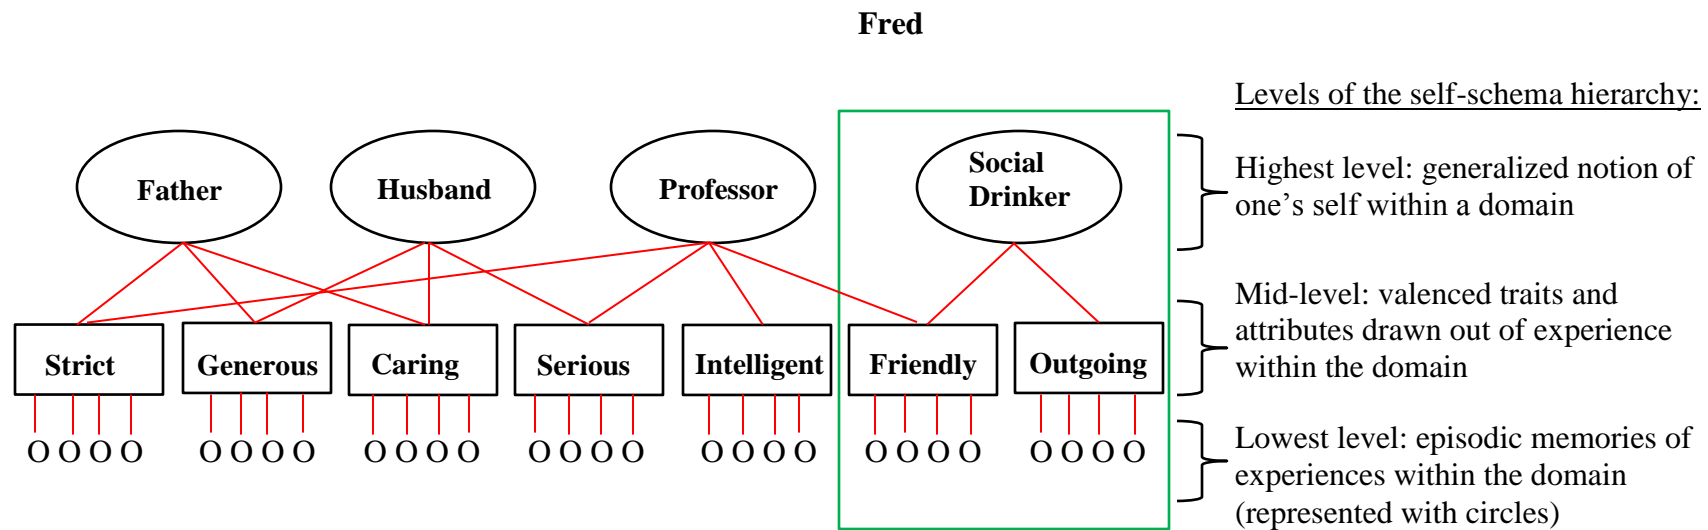 Fred
Levels of the self-schema hierarchy:
Father
Husband
Professor
Social
Drinker
Highest level: generalized notion of
one's self within a domain
Strict
Generous
Caring
Serious
Intelligent
Friendly
Outgoing
Mid-level: valenced traits and
attributes drawn out of experience
within the domain
O O O O
O O O O
O O O O
O O O O
O O O O
O O O O
O O O O
Lowest level: episodic memories of
experiences within the domain
(represented with circles)